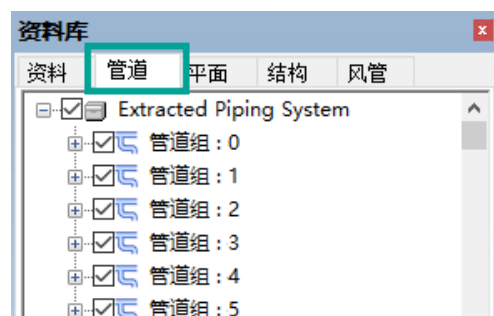 资料库
资料 管道 平面 结构 风管
Extracted Piping System
管道组 : 0
管道组 : 1
管道组 : 2
管道组 : 3
管道组 : 4
管道组 : 5